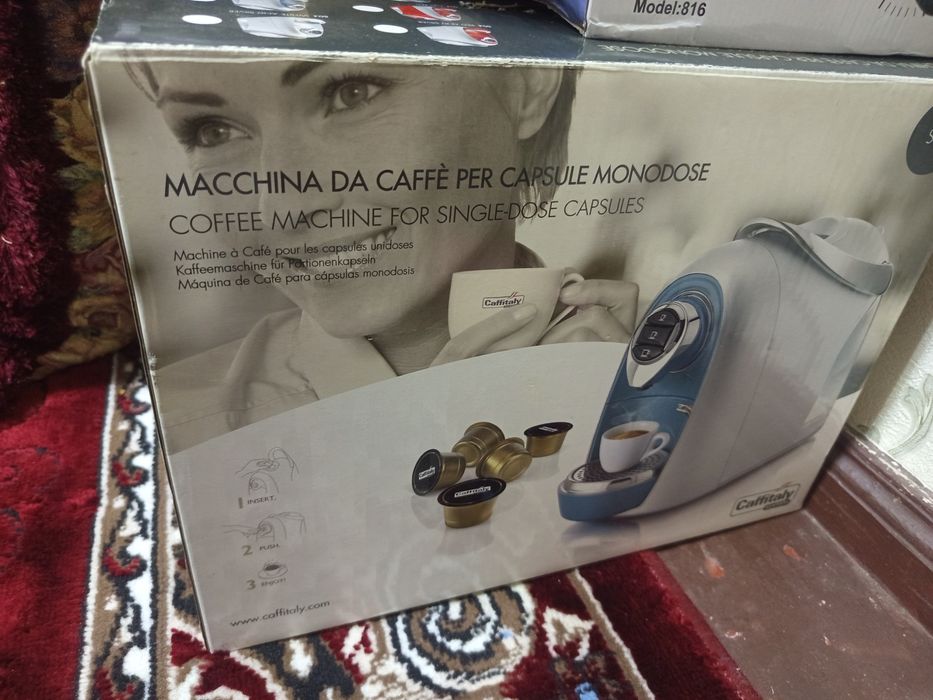 Model:816
MACCHINA DA CAFFÈ PER CAPSULE MONODOSE
COFFEE MACHINE FOR SINGLE-DOSE CAPSULES
Machine à Café pour les capsules unidoses
Kaffeemaschine für Portionenkapseln
Máquina de Café para cápsulas monodosis
Caffitaly
Caffitaly
Caffitaly
1 INSERT.
2 PUSH.
3 ENJOY!
Caffitaly
www.caffitaly.com